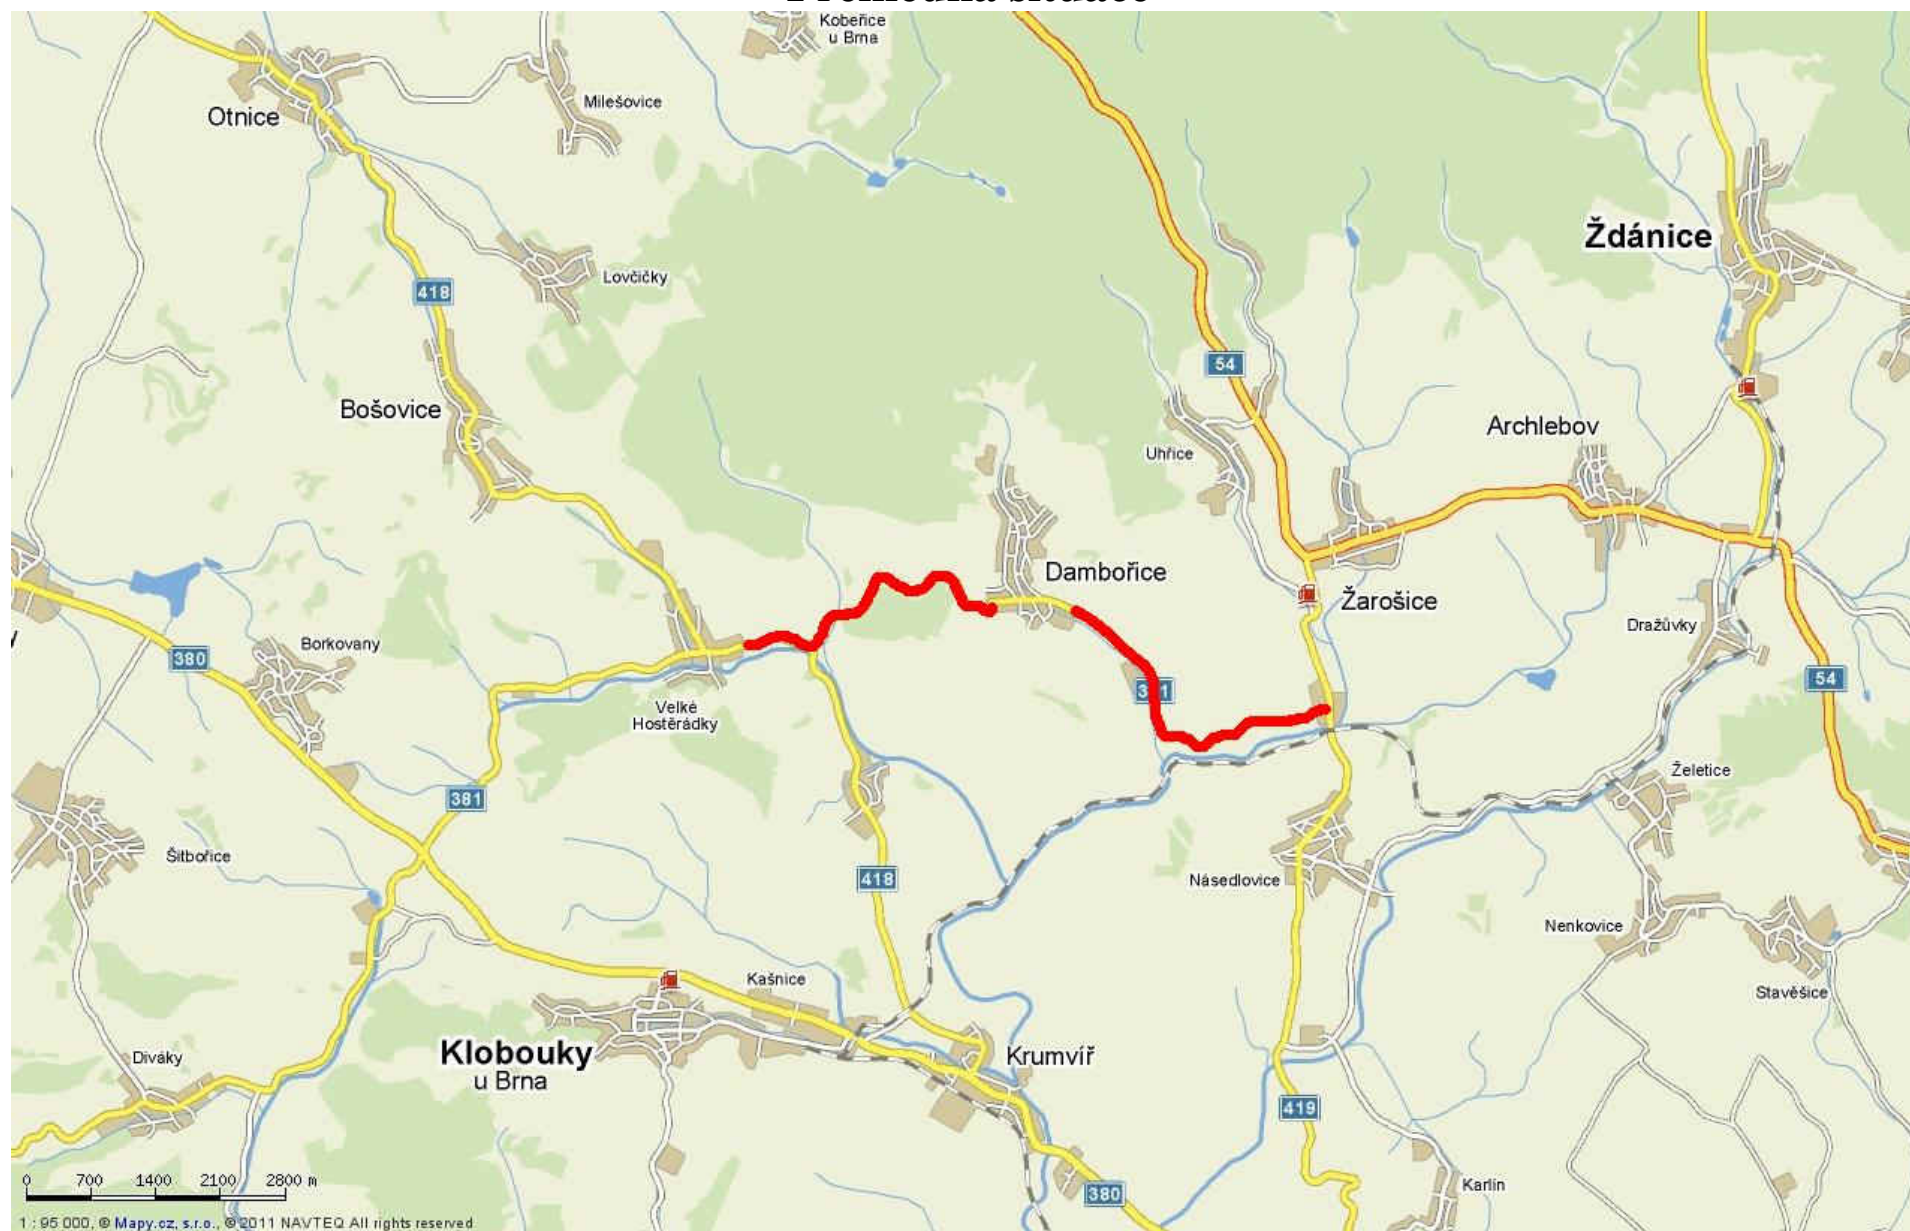 Kobeřice
u Brna
Milešovice
Otnice
Ždánice
Lovčičky
418
54
Bošovice
Archlebov
Uhřice
Dambořice
Žarošice
Dražůvky
Borkovany
380
54
Velké
Hostěrádky
Želetice
381
Šitbořice
418
Násedlovice
Nenkovice
Kašnice
Stavěšice
Klobouky
u Brna
Krumvíř
Diváky
419
380
Karlín
0 700 1400 2100 2800 m
1 : 95 000, © Mapy.cz, s.r.o., © 2011 NAVTEQ All rights reserved